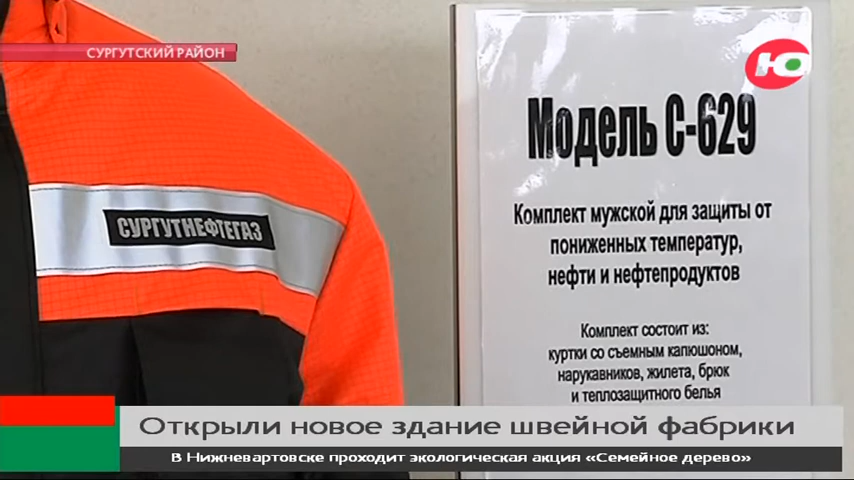 СУРГУТСКИЙ РАЙОН
Ю
СУРГУТНЕФТЕГАЗ
Модель С-629
Комплект мужской для защиты от
пониженных температур,
нефти и нефтепродуктов
Комплект состоит из:
куртки со съемным капюшоном,
нарукавников, жилета, брюк
и теплозащитного белья
Открыли новое здание швейной фабрики
В Нижневартовске проходит экологическая акция «Семейное дерево»